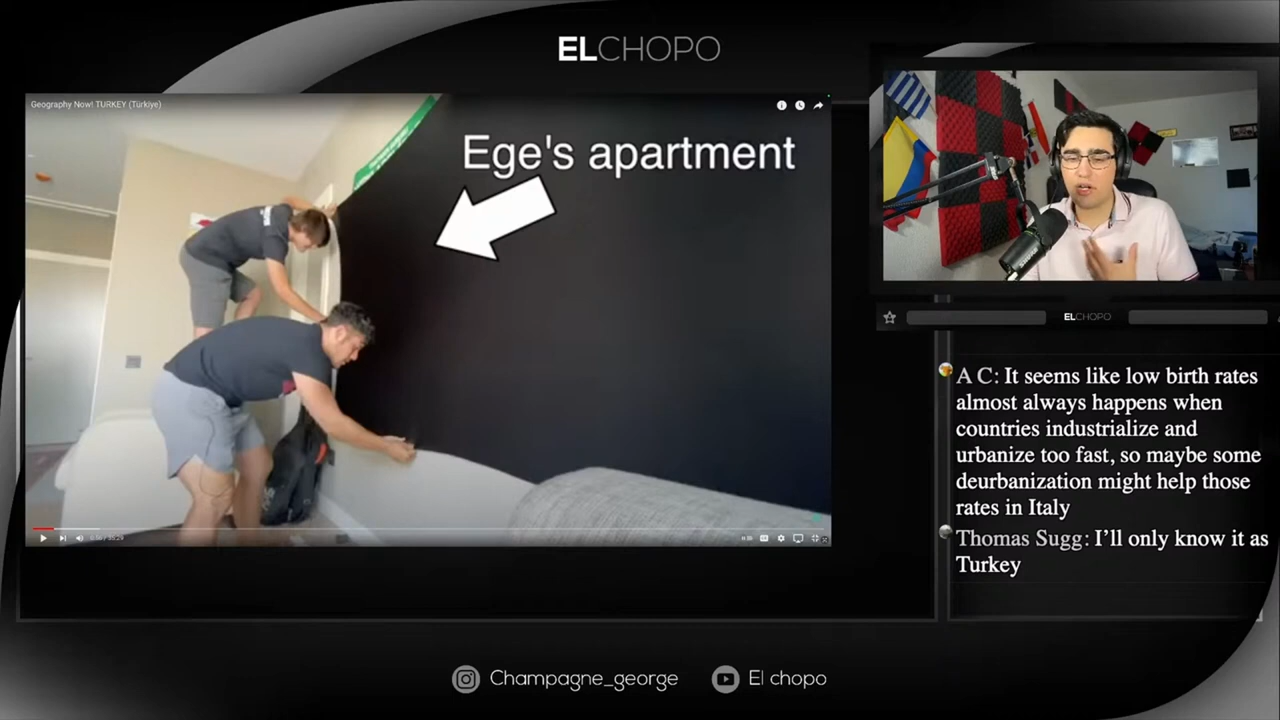 ELCHOPO
Geography Now! TURKEY (Türkiye)
Ege's apartment
ELCHOPO
A C: It seems like low birth rates
almost always happens when
countries industrialize and
urbanize too fast, so maybe some
deurbanization might help those
rates in Italy
Thomas Sugg: I’ll only know it as
Turkey
Champagne_george
El chopo